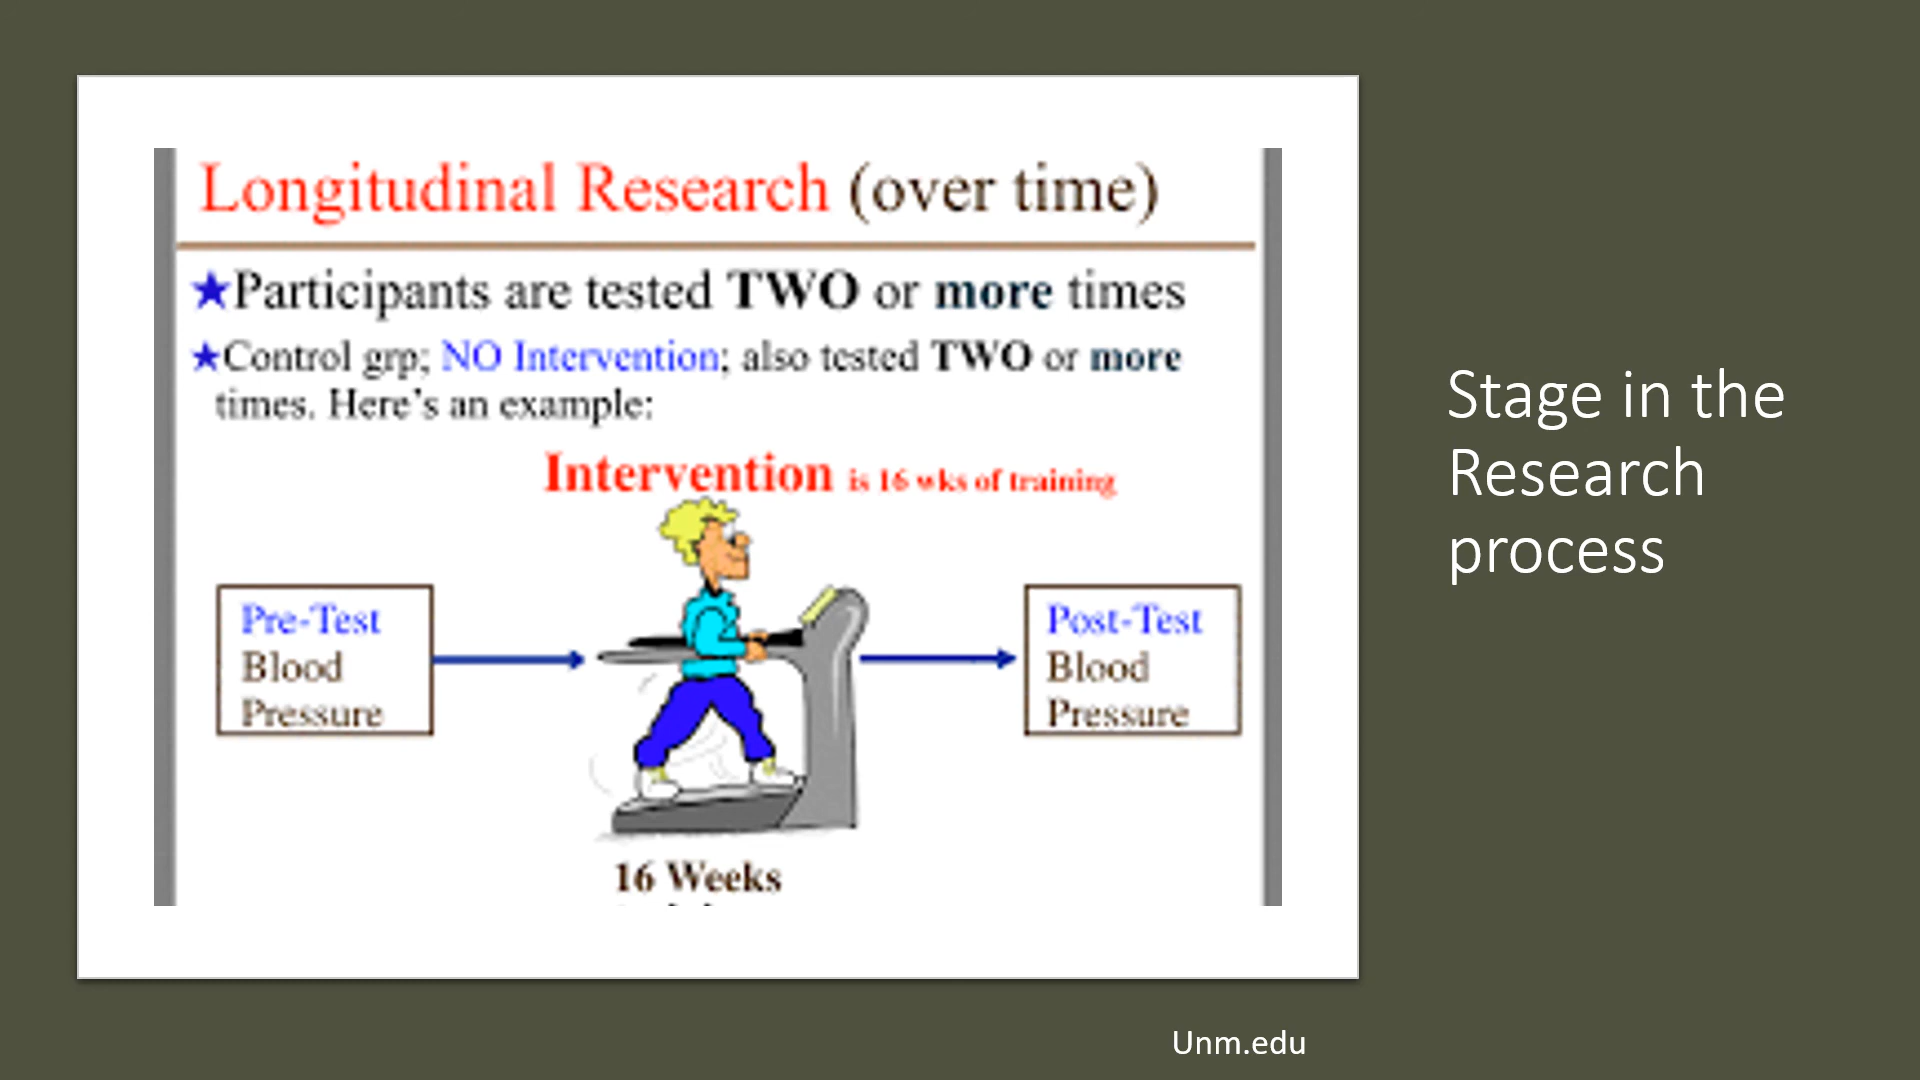 Longitudinal Research (over time)
★Participants are tested TWO or more times
★Control grp; NO Intervention; also tested TWO or more
times. Here's an example:
Intervention is 16 wks of training
Pre-Test
Blood
Pressure
Post-Test
Blood
Pressure
16 Weeks
Stage in the
Research
process
Unm.edu